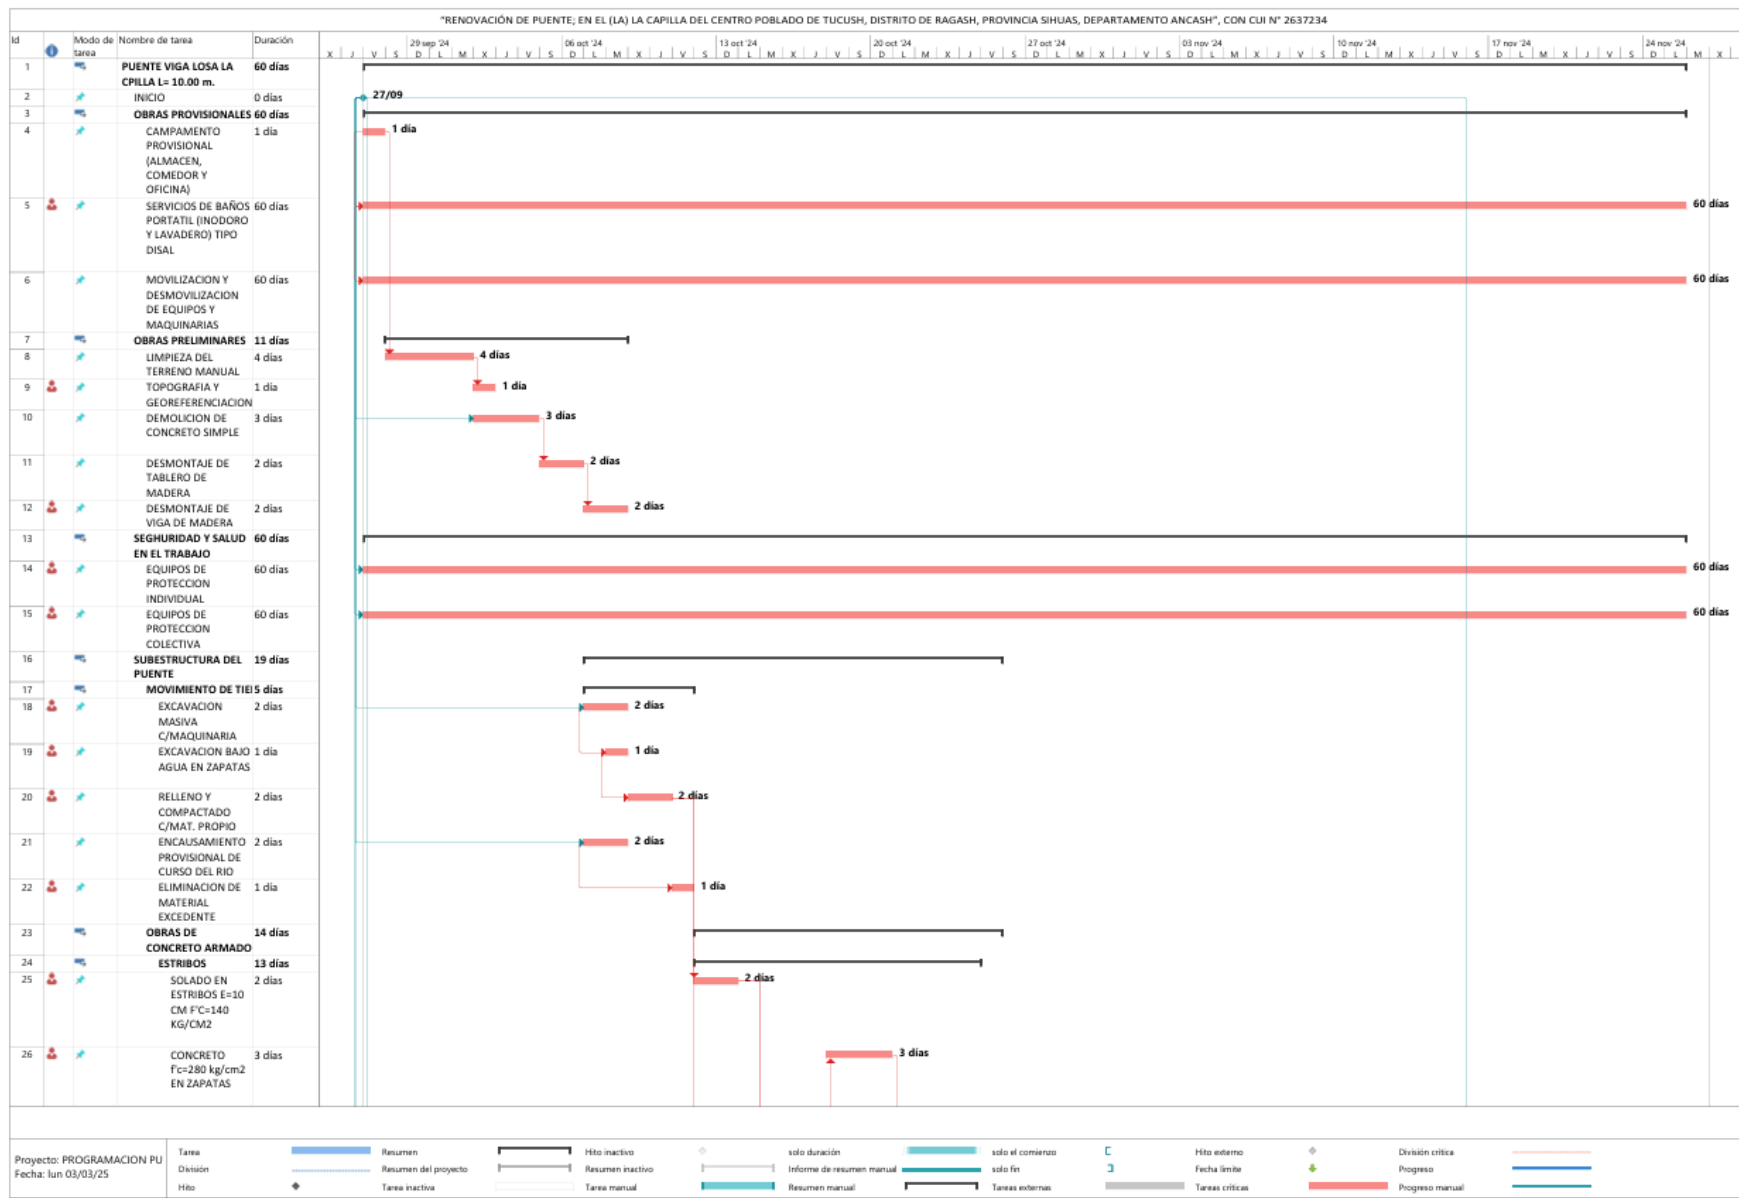 "RENOVACIÓN DE PUENTE; EN EL (LA) LA CAPILLA DEL CENTRO POBLADO DE TUCUSH, DISTRITO DE RAGASH, PROVINCIA SIHUAS, DEPARTAMENTO ANCASH", CON CUI N° 2637234
Id Modo de tarea Nombre de tarea Duración
29 sep '24 06 oct '24 13 oct '24 20 oct '24 27 oct '24 03 nov '24 10 nov '24 17 nov '24 24 nov '24
X J V S D L M X J V S D L M X J V S D L M X J V S D L M X J V S D L M X J V S D L M X J V S D L M X J V S D L M X J V S D L M X
1 PUENTE VIGA LOSA LA 60 días
CPILLA L= 10.00 m.
2 INICIO 0 días 27/09
3 OBRAS PROVISIONALES 60 días
4 CAMPAMENTO 1 día 1 día
PROVISIONAL
(ALMACEN,
COMEDOR Y
OFICINA)
5 SERVICIOS DE BAÑOS 60 días 60 días
PORTATIL (INODORO
Y LAVADERO) TIPO
DISAL
6 MOVILIZACION Y 60 días 60 días
DESMOVILIZACION
DE EQUIPOS Y
MAQUINARIAS
7 OBRAS PRELIMINARES 11 días
8 LIMPIEZA DEL 4 días 4 días
TERRENO MANUAL
9 TOPOGRAFIA Y 1 día 1 día
GEOREFERENCIACION
10 DEMOLICION DE 3 días 3 días
CONCRETO SIMPLE
11 DESMONTAJE DE 2 días 2 días
TABLERO DE
MADERA
12 DESMONTAJE DE 2 días 2 días
VIGA DE MADERA
13 SEGHURIDAD Y SALUD 60 días
EN EL TRABAJO
14 EQUIPOS DE 60 días 60 días
PROTECCION
INDIVIDUAL
15 EQUIPOS DE 60 días 60 días
PROTECCION
COLECTIVA
16 SUBESTRUCTURA DEL 19 días
PUENTE
17 MOVIMIENTO DE TIEI 5 días
18 EXCAVACION 2 días 2 días
MASIVA
C/MAQUINARIA
19 EXCAVACION BAJO 1 día 1 día
AGUA EN ZAPATAS
20 RELLENO Y 2 días 2 días
COMPACTADO
C/MAT. PROPIO
21 ENCAUSAMIENTO 2 días 2 días
PROVISIONAL DE
CURSO DEL RIO
22 ELIMINACION DE 1 día 1 día
MATERIAL
EXCEDENTE
23 OBRAS DE 14 días
CONCRETO ARMADO
24 ESTRIBOS 13 días
25 SOLADO EN 2 días 2 días
ESTRIBOS E=10
CM F'C=140
KG/CM2
26 CONCRETO 3 días 3 días
f'c=280 kg/cm2
EN ZAPATAS
Proyecto: PROGRAMACION PU
Fecha: lun 03/03/25
Tarea Resumen Hito inactivo solo duración solo el comienzo Hito externo División crítica
División Resumen del proyecto Resumen inactivo Informe de resumen manual solo fin Fecha límite Progreso
Hito Tarea inactiva Tarea manual Resumen manual Tareas externas Tareas críticas Progreso manual